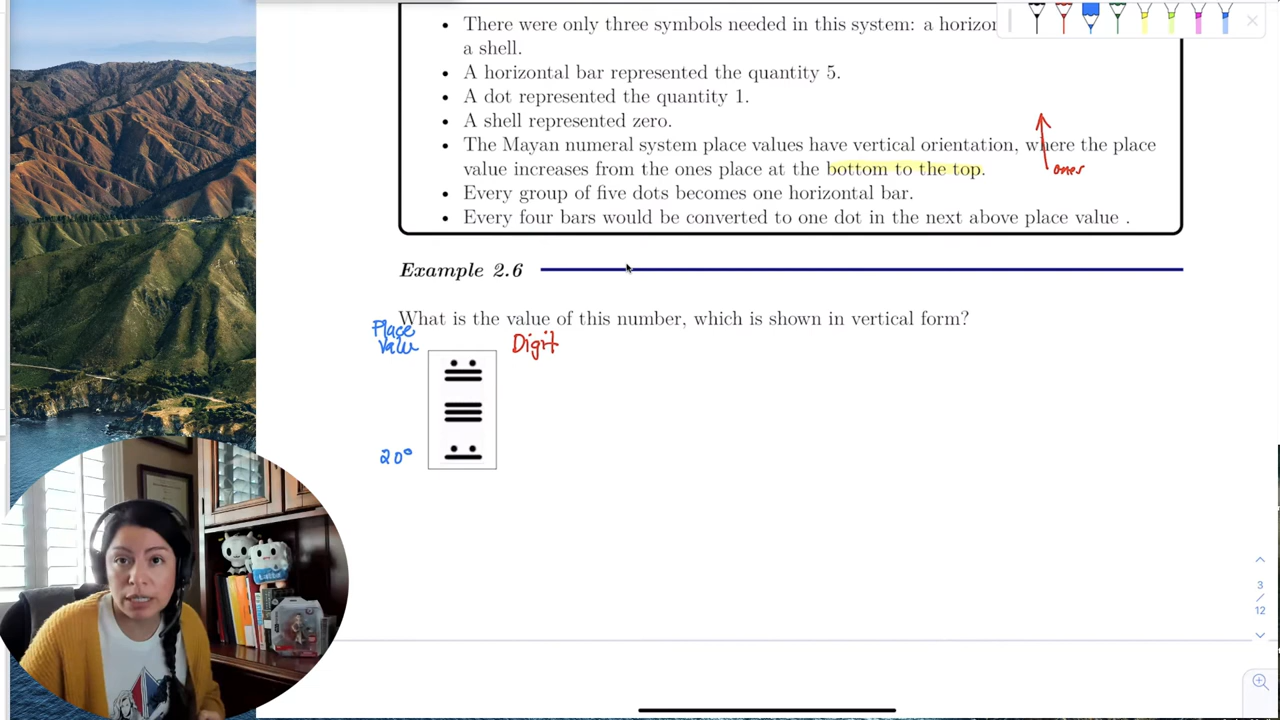 • There were only three symbols needed in this system: a horizon
a shell.
• A horizontal bar represented the quantity 5.
• A dot represented the quantity 1.
• A shell represented zero.
• The Mayan numeral system place values have vertical orientation, where the place
value increases from the ones place at the bottom to the top.
ones
• Every group of five dots becomes one horizontal bar.
• Every four bars would be converted to one dot in the next above place value .
Example 2.6
What is the value of this number, which is shown in vertical form?
Place
Value
Digit
20⁰
3
/
12